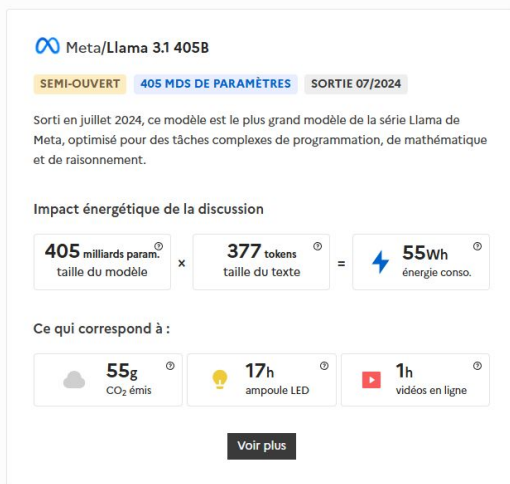 Meta/Llama 3.1 405B
SEMI-OUVERT 405 MDS DE PARAMÈTRES SORTIE 07/2024
Sorti en juillet 2024, ce modèle est le plus grand modèle de la série Llama de
Meta, optimisé pour des tâches complexes de programmation, de mathématique
et de raisonnement.
Impact énergétique de la discussion
405 milliards param. ? × 377 tokens ? = 55Wh ?
taille du modèle taille du texte énergie conso.
Ce qui correspond à :
55g ? 17h ? 1h ?
CO₂ émis ampoule LED vidéos en ligne
Voir plus